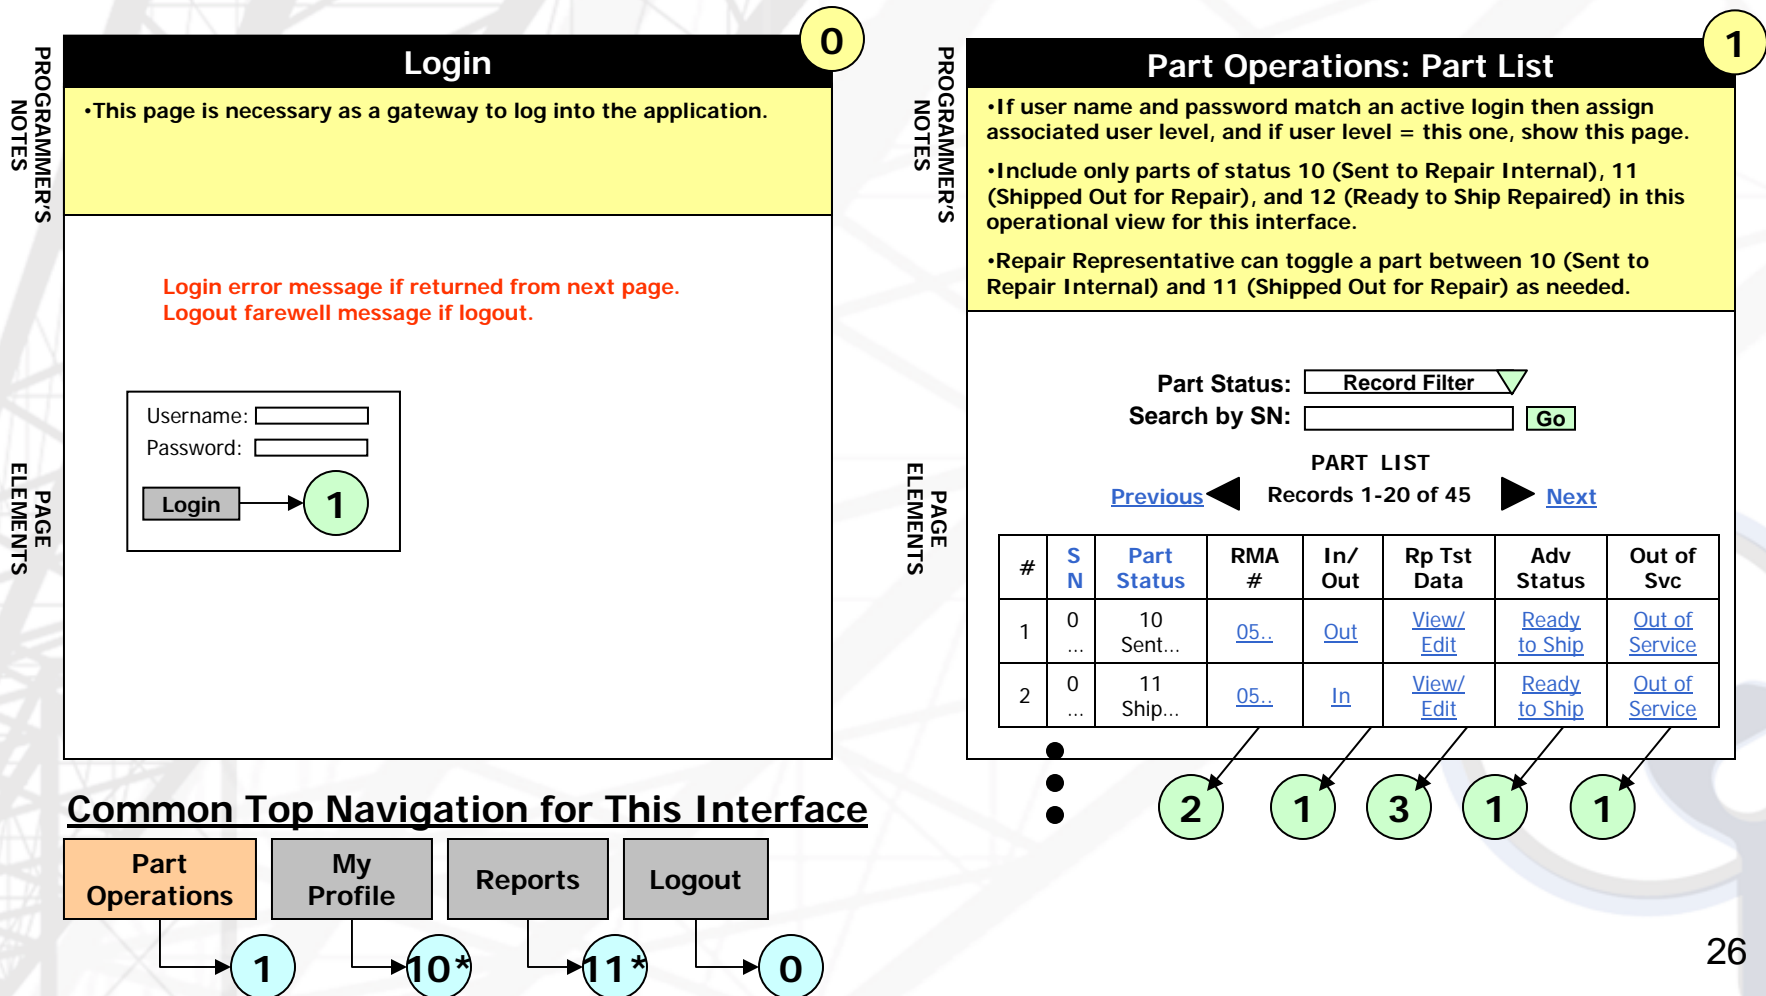 0
Login
PROGRAMMER'S
NOTES
•This page is necessary as a gateway to log into the application.
Login error message if returned from next page.
Logout farewell message if logout.
PAGE
ELEMENTS
Username:
Password:
Login
1
Common Top Navigation for This Interface
Part
Operations
My
Profile
Reports
Logout
1
10*
11*
0
1
Part Operations: Part List
PROGRAMMER'S
NOTES
•If user name and password match an active login then assign
associated user level, and if user level = this one, show this page.
•Include only parts of status 10 (Sent to Repair Internal), 11
(Shipped Out for Repair), and 12 (Ready to Ship Repaired) in this
operational view for this interface.
•Repair Representative can toggle a part between 10 (Sent to
Repair Internal) and 11 (Shipped Out for Repair) as needed.
PAGE
ELEMENTS
Part Status: Record Filter
Search by SN: Go
PART LIST
Previous Records 1-20 of 45 Next
# S Part RMA In/ Rp Tst Adv Out of
N Status # Out Data Status Svc
1 0 10 05.. Out View/ Ready Out of
... Sent... Edit to Ship Service
2 0 11 05.. In View/ Ready Out of
... Ship... Edit to Ship Service
2 1 3 1 1
26